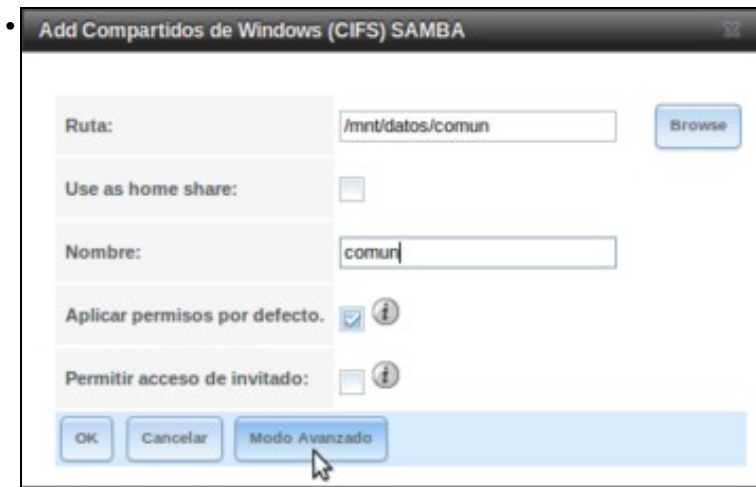 Add Compartidos de Windows (CIFS) SAMBA
Ruta: /mnt/datos/comun Browse
Use as home share:
Nombre: comun
Aplicar permisos por defecto.
Permitir acceso de invitado:
OK Cancelar Modo Avanzado